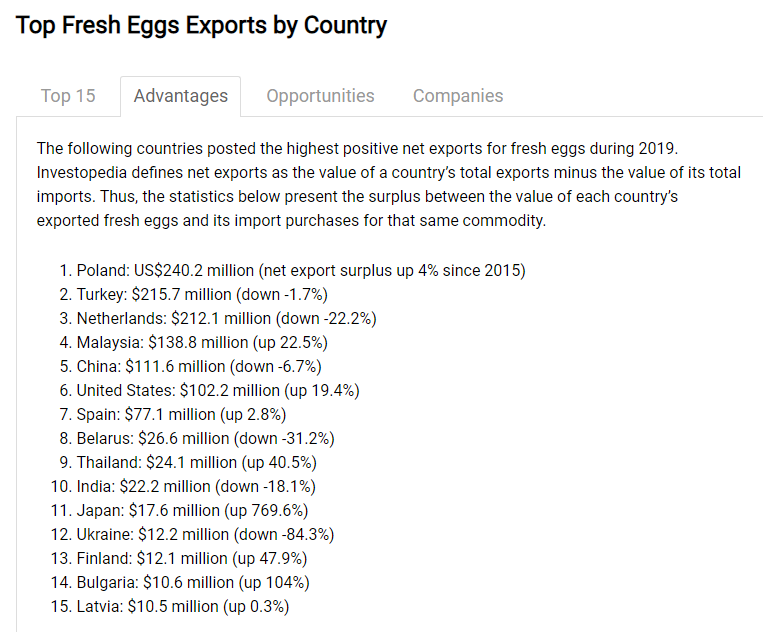 Top Fresh Eggs Exports by Country
Top 15 Advantages Opportunities Companies
The following countries posted the highest positive net exports for fresh eggs during 2019.
Investopedia defines net exports as the value of a country’s total exports minus the value of its total
imports. Thus, the statistics below present the surplus between the value of each country’s
exported fresh eggs and its import purchases for that same commodity.
1. Poland: US$240.2 million (net export surplus up 4% since 2015)
2. Turkey: $215.7 million (down -1.7%)
3. Netherlands: $212.1 million (down -22.2%)
4. Malaysia: $138.8 million (up 22.5%)
5. China: $111.6 million (down -6.7%)
6. United States: $102.2 million (up 19.4%)
7. Spain: $77.1 million (up 2.8%)
8. Belarus: $26.6 million (down -31.2%)
9. Thailand: $24.1 million (up 40.5%)
10. India: $22.2 million (down -18.1%)
11. Japan: $17.6 million (up 769.6%)
12. Ukraine: $12.2 million (down -84.3%)
13. Finland: $12.1 million (up 47.9%)
14. Bulgaria: $10.6 million (up 104%)
15. Latvia: $10.5 million (up 0.3%)